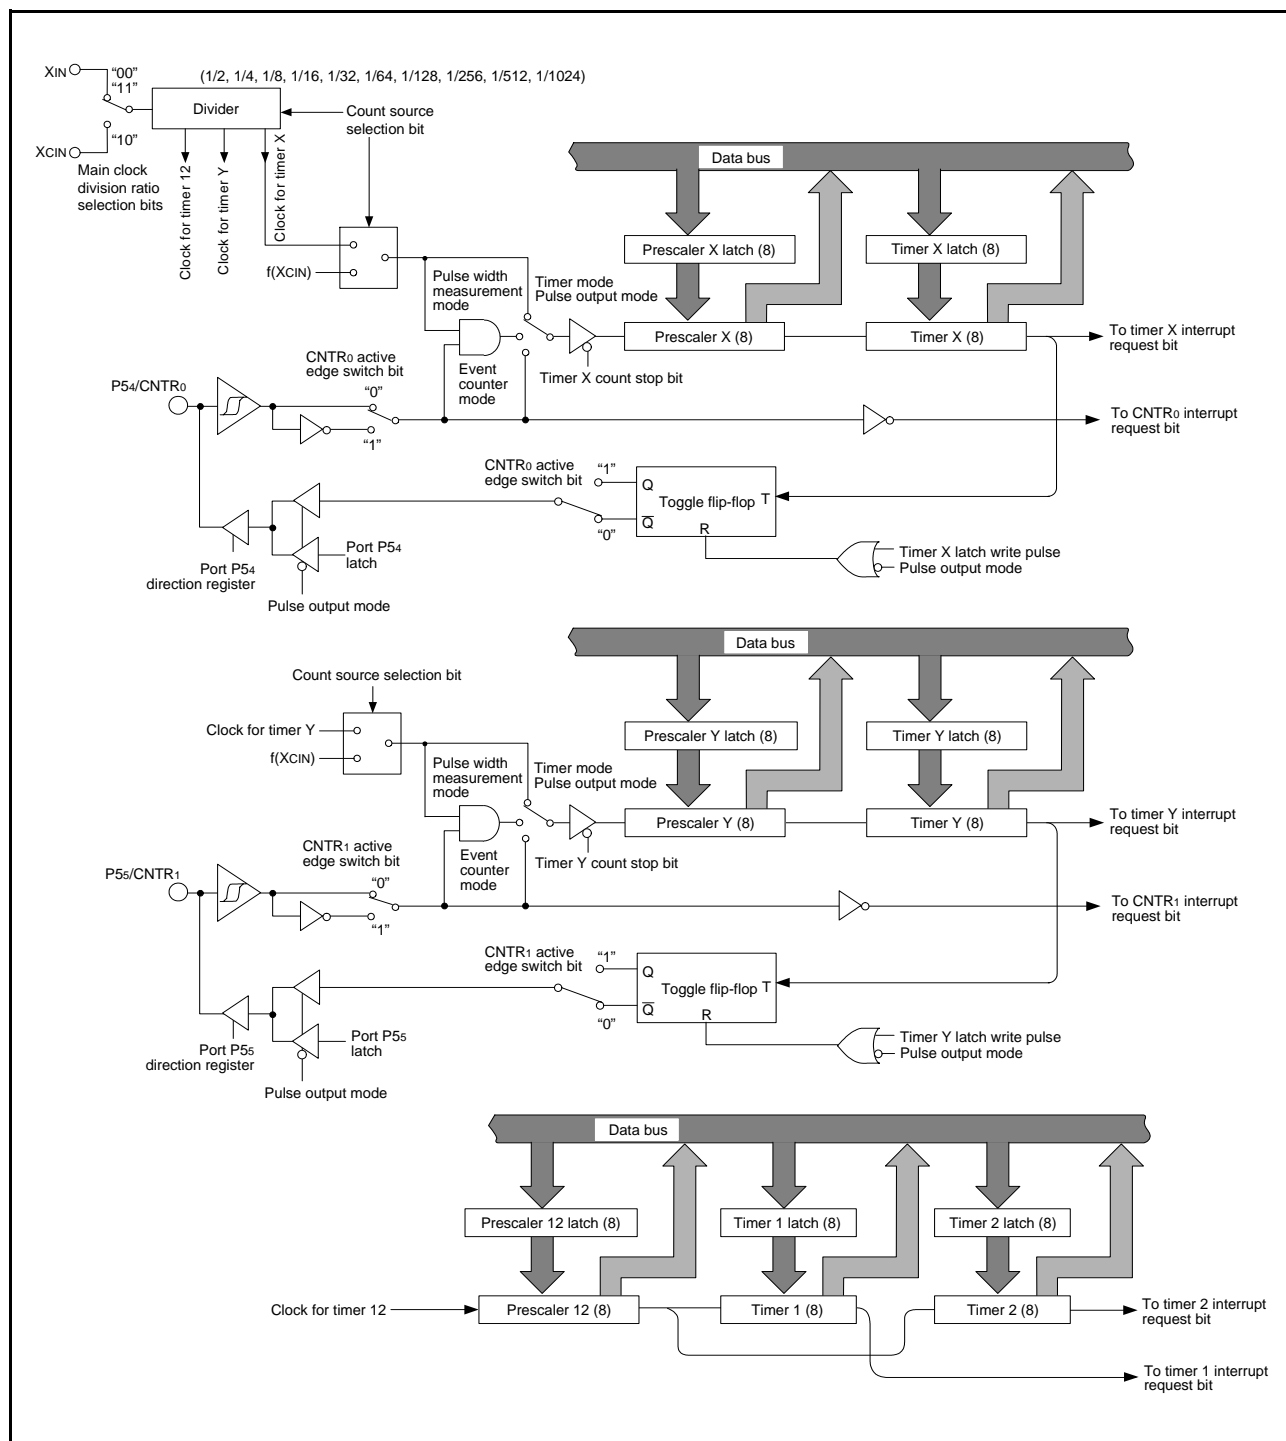 XIN
"00"
"11"
(1/2, 1/4, 1/8, 1/16, 1/32, 1/64, 1/128, 1/256, 1/512, 1/1024)
Divider
Count source
selection bit
XCIN
"10"
Main clock
division ratio
selection bits
Clock for timer 12
Clock for timer Y
Clock for timer X
f(XCIN)
Data bus
Prescaler X latch (8)
Timer X latch (8)
Pulse width
measurement
mode
Timer mode
Pulse output mode
Prescaler X (8)
Timer X (8)
To timer X interrupt
request bit
CNTR0 active
edge switch bit
Event
counter
mode
Timer X count stop bit
P54/CNTR0
"0"
"1"
To CNTR0 interrupt
request bit
CNTR0 active
edge switch bit
"1"
Q
Toggle flip-flop
T
Q
R
"0"
Port P54
latch
Port P54
direction register
Timer X latch write pulse
Pulse output mode
Pulse output mode
Data bus
Count source selection bit
Clock for timer Y
f(XCIN)
Prescaler Y latch (8)
Timer Y latch (8)
Pulse width
measurement
mode
Timer mode
Pulse output mode
Prescaler Y (8)
Timer Y (8)
To timer Y interrupt
request bit
CNTR1 active
edge switch bit
Event
counter
mode
Timer Y count stop bit
P55/CNTR1
"0"
"1"
To CNTR1 interrupt
request bit
CNTR1 active
edge switch bit
"1"
Q
Toggle flip-flop
T
Q
R
"0"
Port P55
latch
Port P55
direction register
Timer Y latch write pulse
Pulse output mode
Pulse output mode
Data bus
Prescaler 12 latch (8)
Timer 1 latch (8)
Timer 2 latch (8)
Clock for timer 12
Prescaler 12 (8)
Timer 1 (8)
Timer 2 (8)
To timer 2 interrupt
request bit
To timer 1 interrupt
request bit